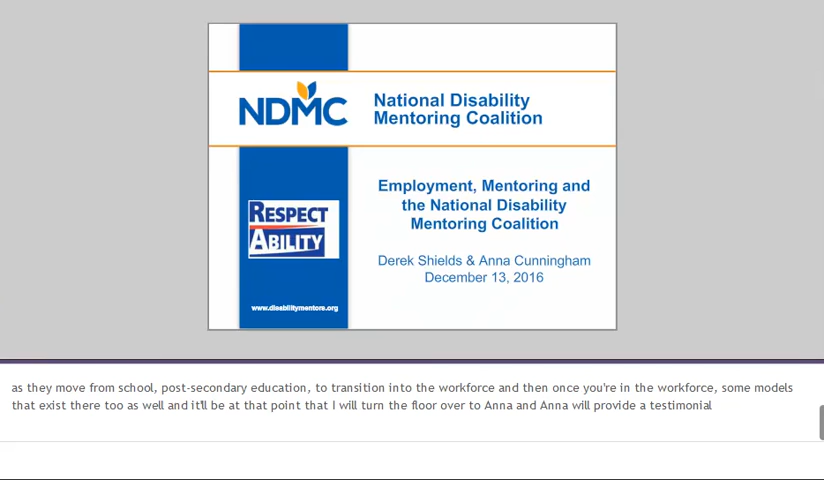 NDMC
National Disability
Mentoring Coalition
Employment, Mentoring and
the National Disability
Mentoring Coalition
RESPECT
ABILITY
Derek Shields & Anna Cunningham
December 13, 2016
www.disabilitymentors.org
as they move from school, post-secondary education, to transition into the workforce and then once you're in the workforce, some models
that exist there too as well and it'll be at that point that I will turn the floor over to Anna and Anna will provide a testimonial